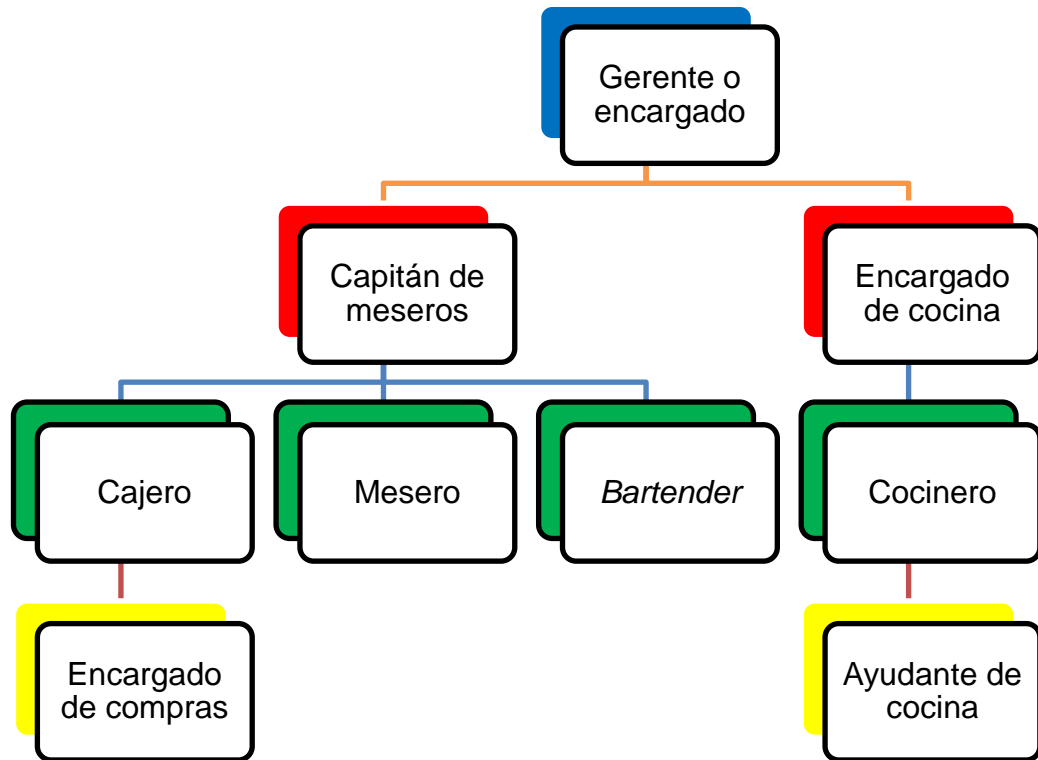 Gerente o
encargado
Capitán de
meseros
Encargado
de cocina
Cajero
Mesero
Bartender
Cocinero
Encargado
de compras
Ayudante de
cocina